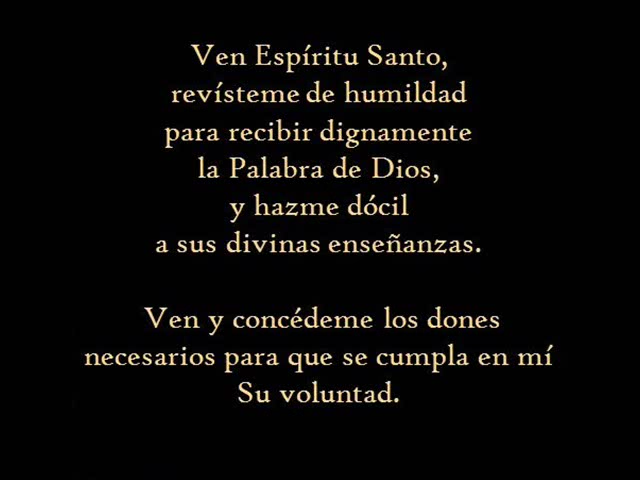 Ven Espíritu Santo,
revísteme de humildad
para recibir dignamente
la Palabra de Dios,
y hazme dócil
a sus divinas enseñanzas.
Ven y concédeme los dones
necesarios para que se cumpla en mí
Su voluntad.